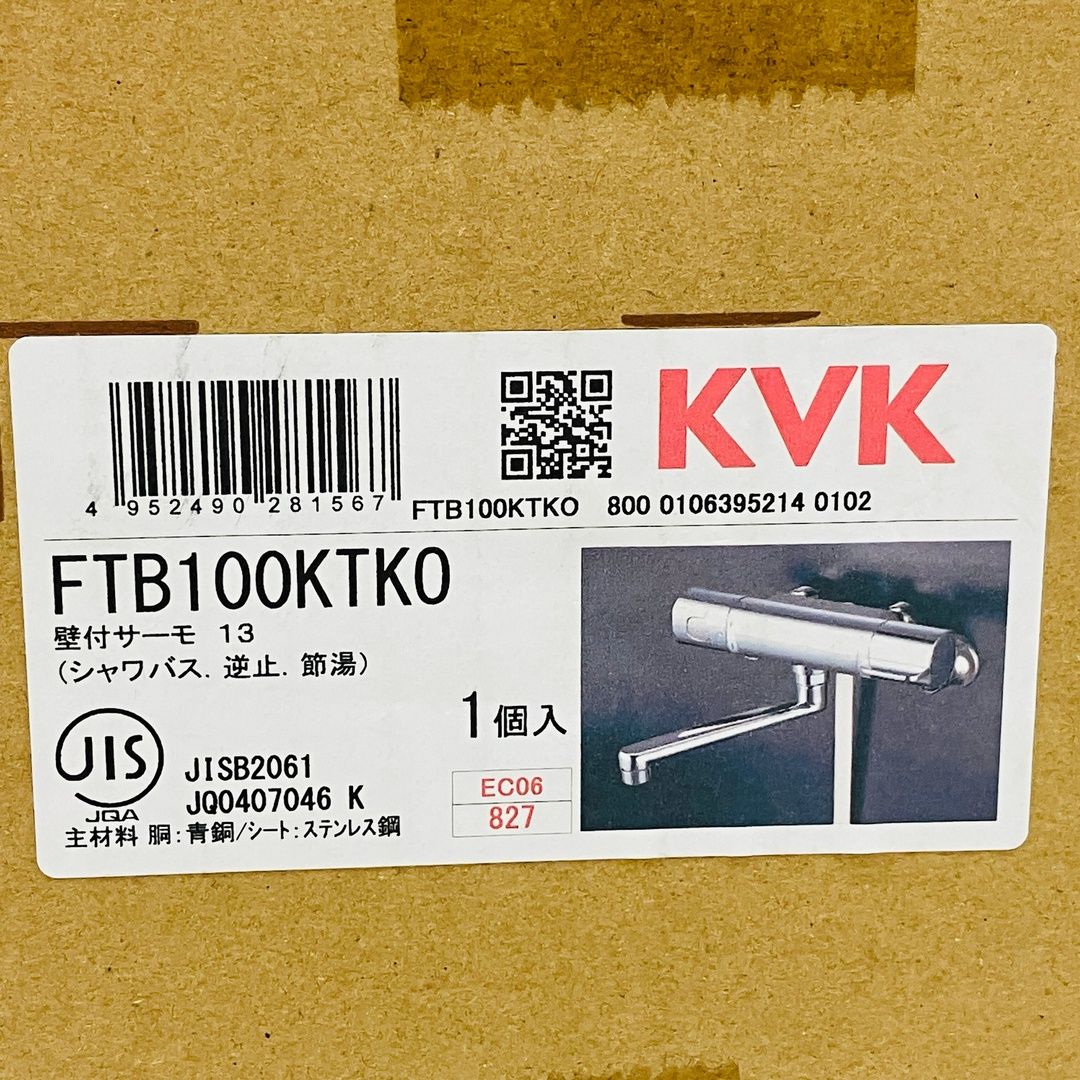 KVK
4 952490 281567
FTB100KTKO 800 0106395214 0102
FTB100KTKO
壁付サーモ 13
(シャワバス.逆止.節湯)
1個入
JIS
JQA
JISB2061
JQ0407046 K
EC06
827
主材料 胴:青銅/シート:ステンレス鋼